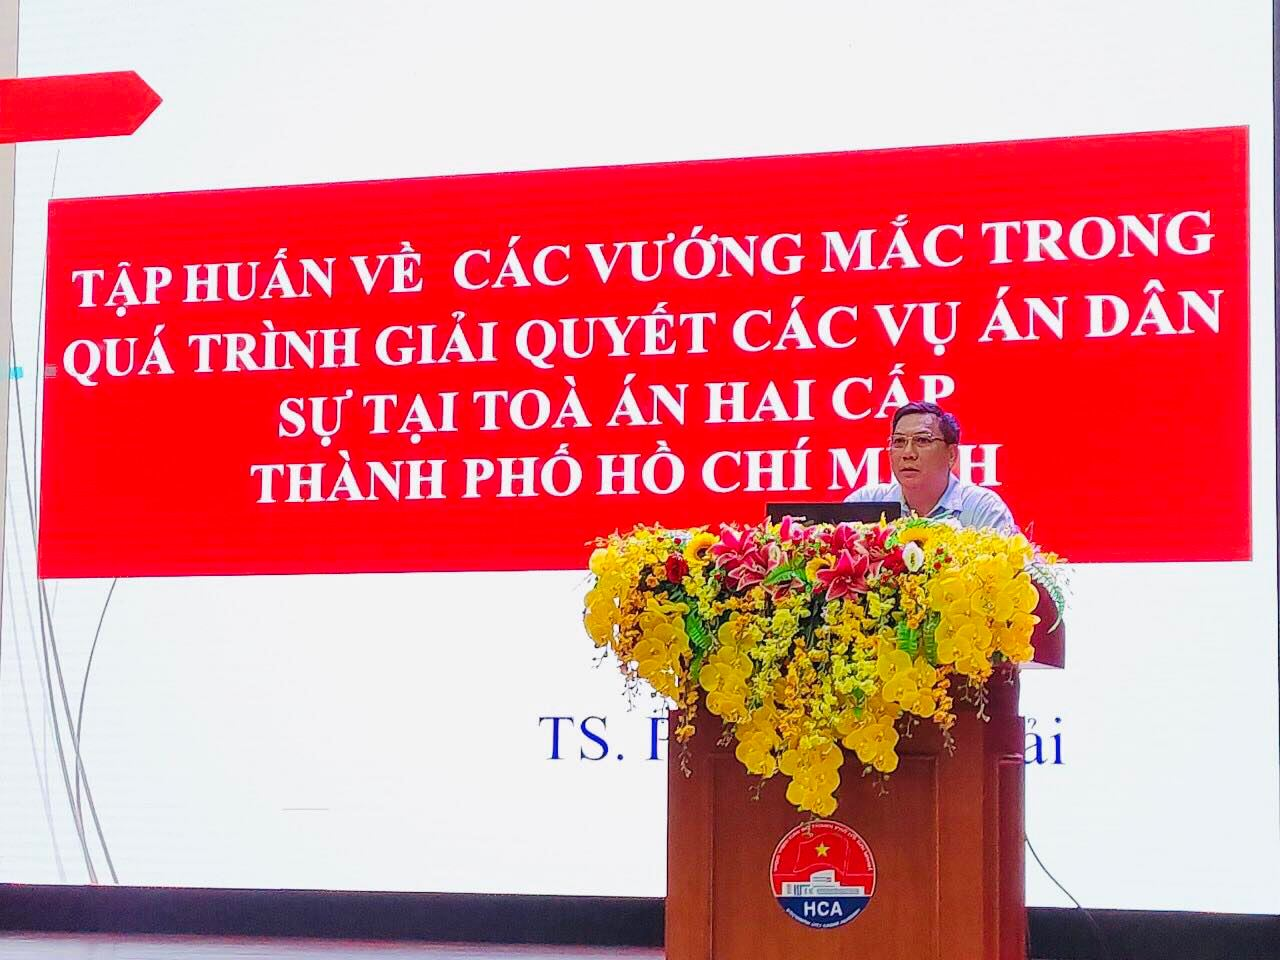 TẬP HUẤN VỀ CÁC VƯỚNG MẮC TRONG
QUÁ TRÌNH GIẢI QUYẾT CÁC VỤ ÁN DÂN
SỰ TẠI TOÀ ÁN HAI CẤP
THÀNH PHỐ HỒ CHÍ MINH
TS.
HCA